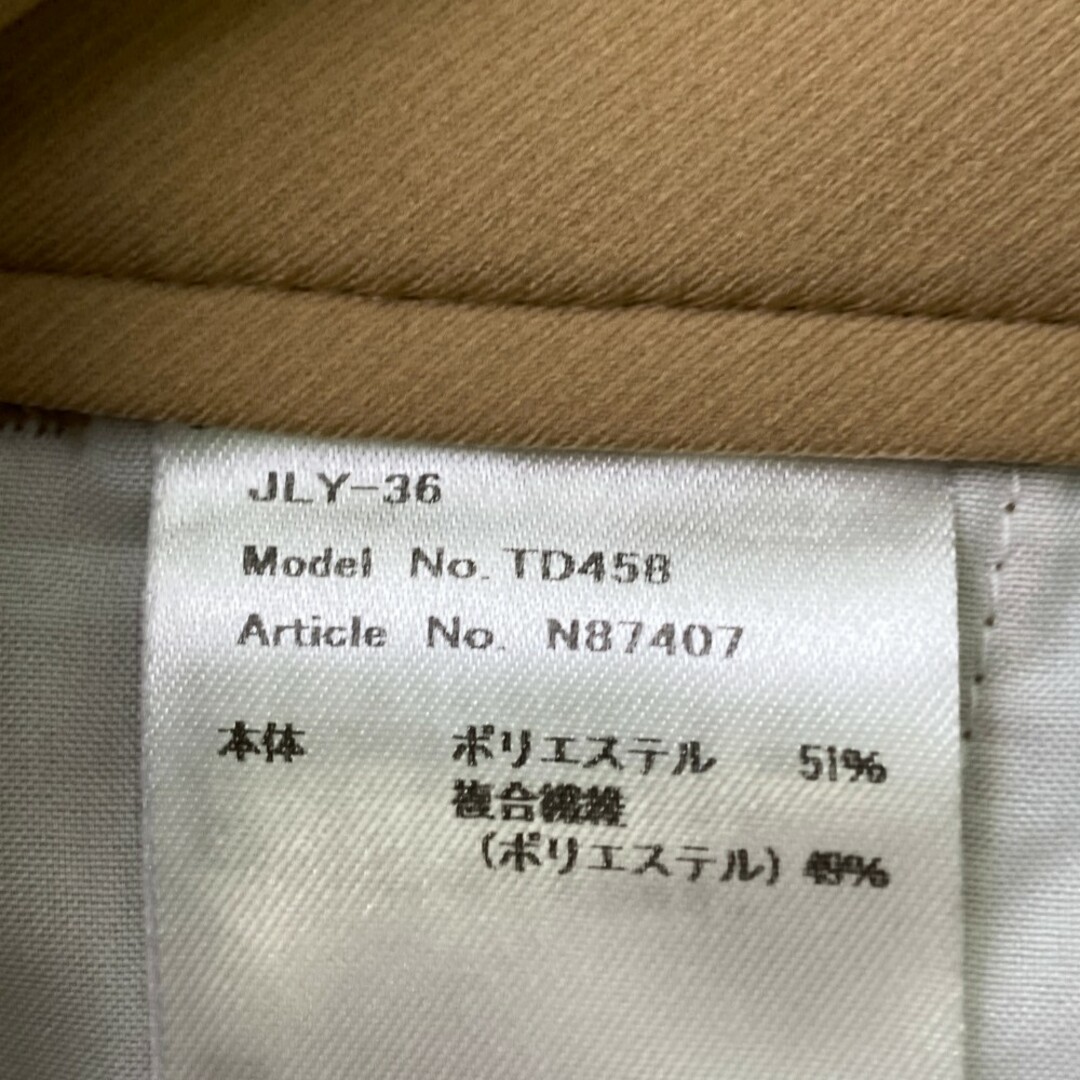 JLY-36
Model No. TD458
Article No. N87407
本体 ポリエステル 51%
複合繊維
(ポリエステル) 49%